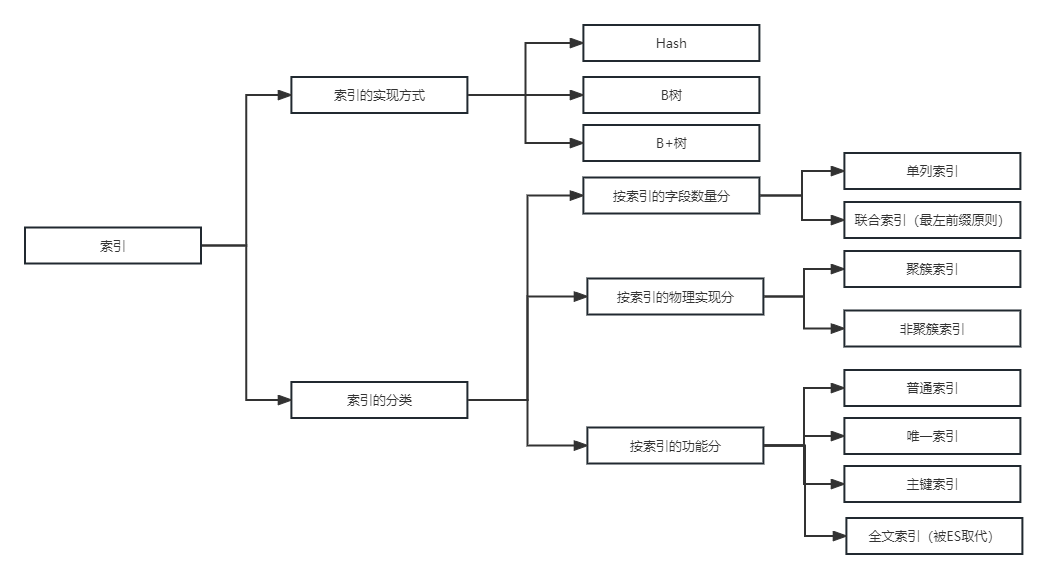 索引
索引的实现方式
Hash
B树
B+树
索引的分类
按索引的字段数量分
单列索引
联合索引（最左前缀原则）
按索引的物理实现分
聚簇索引
非聚簇索引
按索引的功能分
普通索引
唯一索引
主键索引
全文索引（被ES取代）